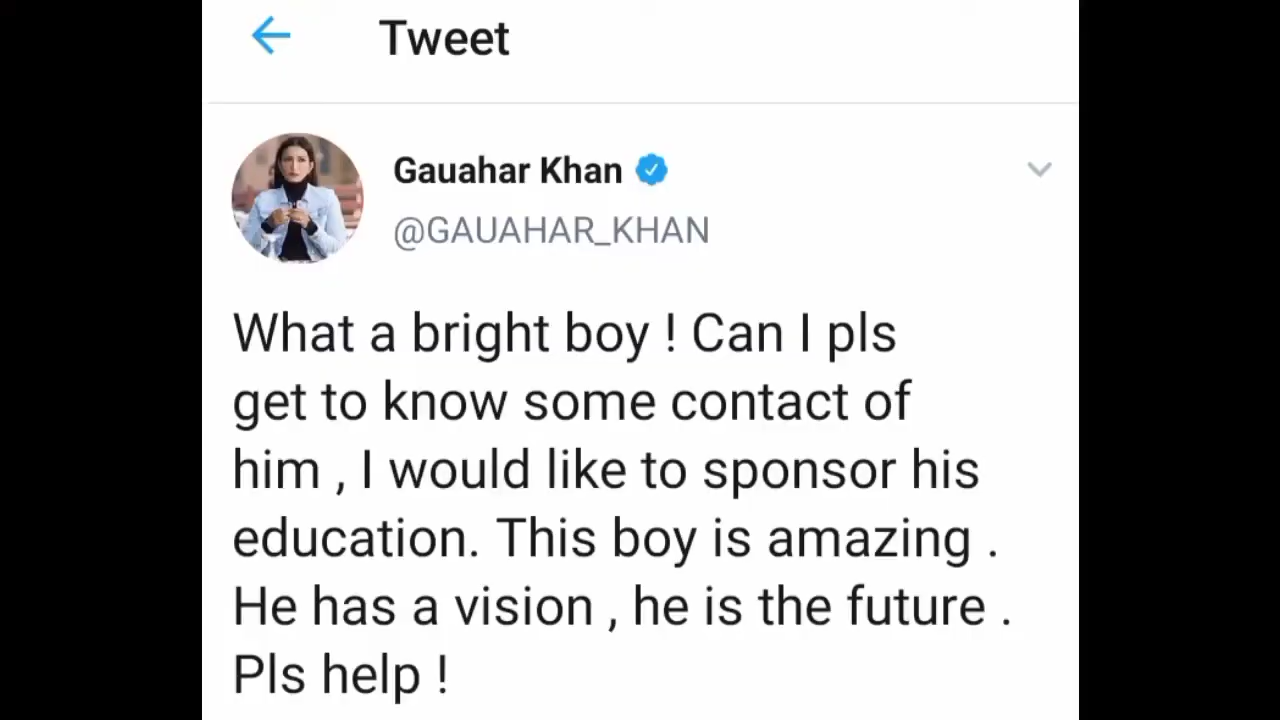 Tweet
Gauahar Khan
@GAUAHAR_KHAN
What a bright boy ! Can I pls
get to know some contact of
him , I would like to sponsor his
education. This boy is amazing .
He has a vision , he is the future .
Pls help !